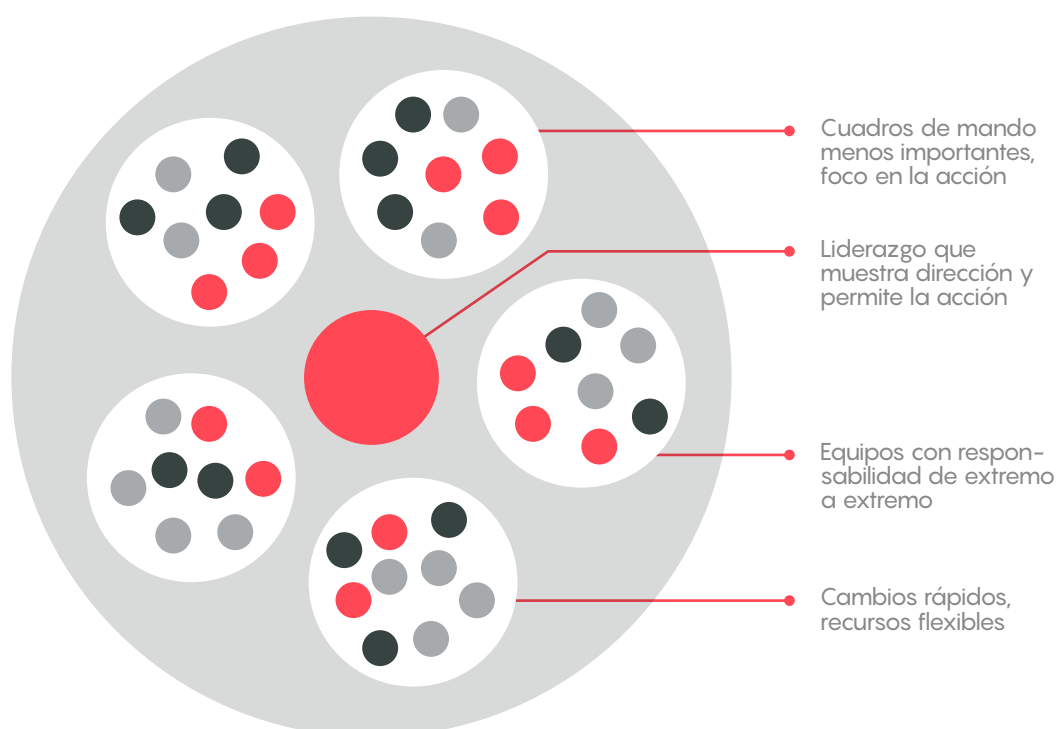 Cuadros de mando
menos importantes,
foco en la acción
Liderazgo que
muestra dirección y
permite la acción
Equipos con respon-
sabilidad de extremo
a extremo
Cambios rápidos,
recursos flexibles